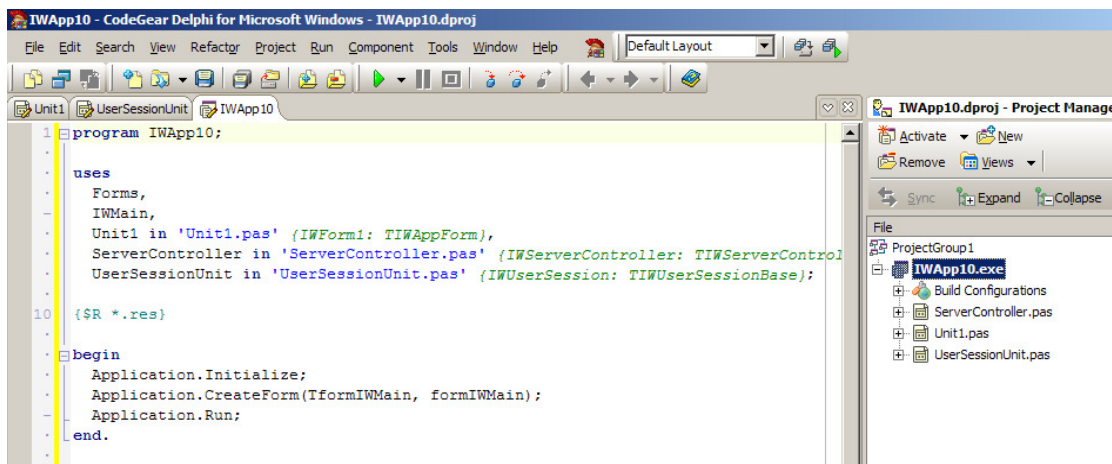 IWApp10 - CodeGear Delphi for Microsoft Windows - IWApp10.dproj
File Edit Search View Refactor Project Run Component Tools Window Help Default Layout
Unit1 UserSessionUnit IWApp10
1 program IWApp10;
uses
Forms,
IWMain,
Unit1 in 'Unit1.pas' {IWForm1: TIWAppForm},
ServerController in 'ServerController.pas' {IWServerController: TIWServerControl
UserSessionUnit in 'UserSessionUnit.pas' {IWUserSession: TIWUserSessionBase};
10 {$R *.res}
begin
Application.Initialize;
Application.CreateForm(TformIWMain, formIWMain);
Application.Run;
end.
IWApp10.dproj - Project Manage
Activate New
Remove Views
Sync Expand Collapse
File
ProjectGroup1
IWApp10.exe
Build Configurations
ServerController.pas
Unit1.pas
UserSessionUnit.pas